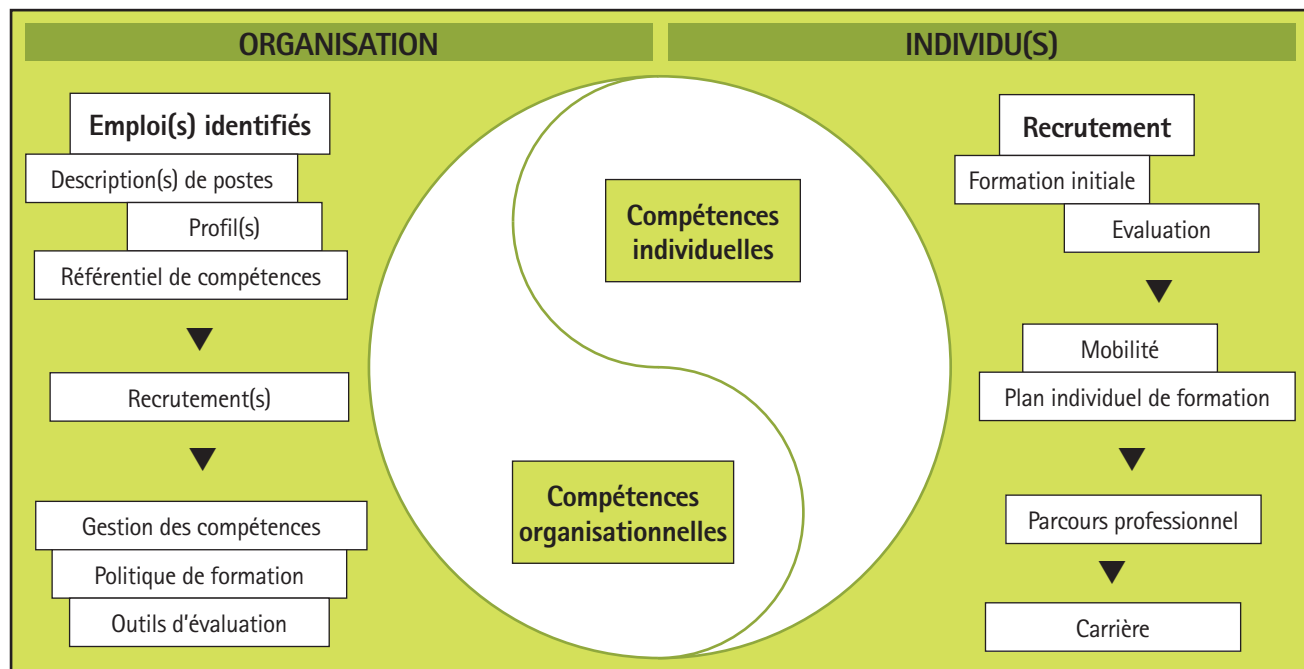 ORGANISATION
INDIVIDU(S)
Emploi(s) identifiés
Description(s) de postes
Profil(s)
Référentiel de compétences
Recrutement(s)
Gestion des compétences
Politique de formation
Outils d'évaluation
Compétences
individuelles
Compétences
organisationnelles
Recrutement
Formation initiale
Evaluation
Mobilité
Plan individuel de formation
Parcours professionnel
Carrière